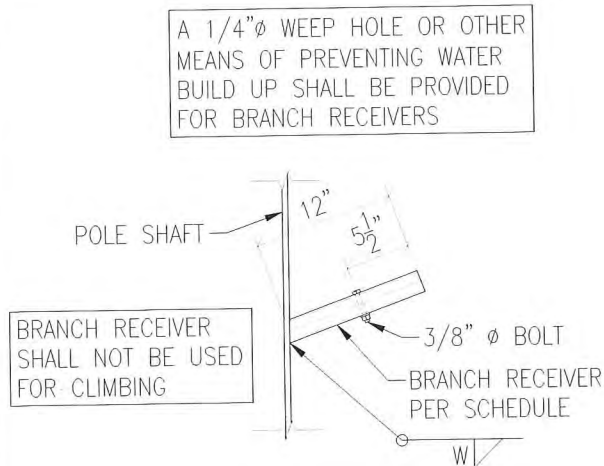 A 1/4"ø WEEP HOLE OR OTHER
MEANS OF PREVENTING WATER
BUILD UP SHALL BE PROVIDED
FOR BRANCH RECEIVERS
12"
5 1/2"
POLE SHAFT
BRANCH RECEIVER
SHALL NOT BE USED
FOR CLIMBING
3/8" ø BOLT
BRANCH RECEIVER
PER SCHEDULE
W